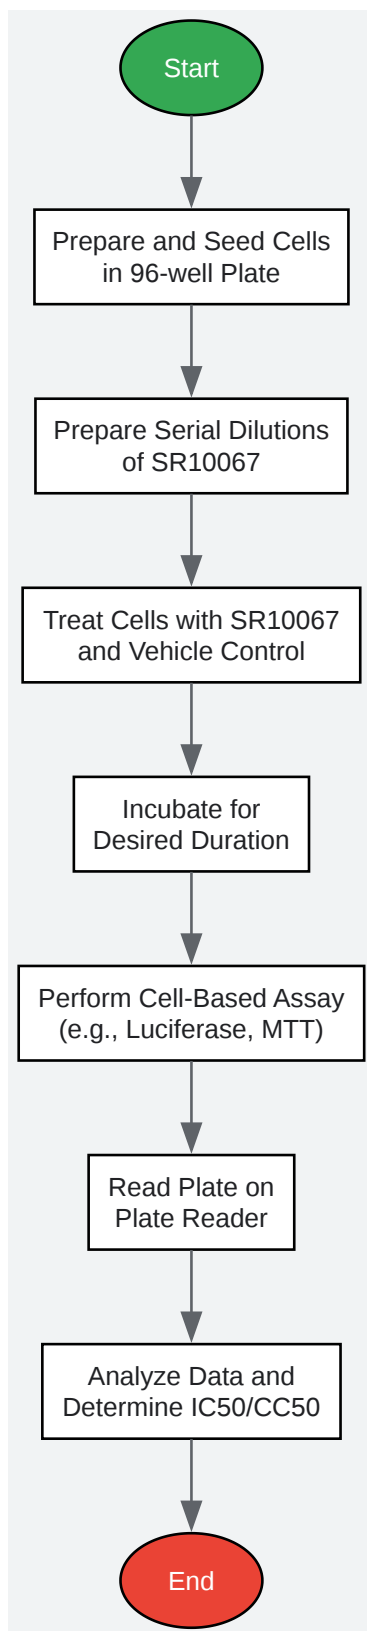 Start
Prepare and Seed Cells
in 96-well Plate
Prepare Serial Dilutions
of SR10067
Treat Cells with SR10067
and Vehicle Control
Incubate for
Desired Duration
Perform Cell-Based Assay
(e.g., Luciferase, MTT)
Read Plate on
Plate Reader
Analyze Data and
Determine IC50/CC50
End